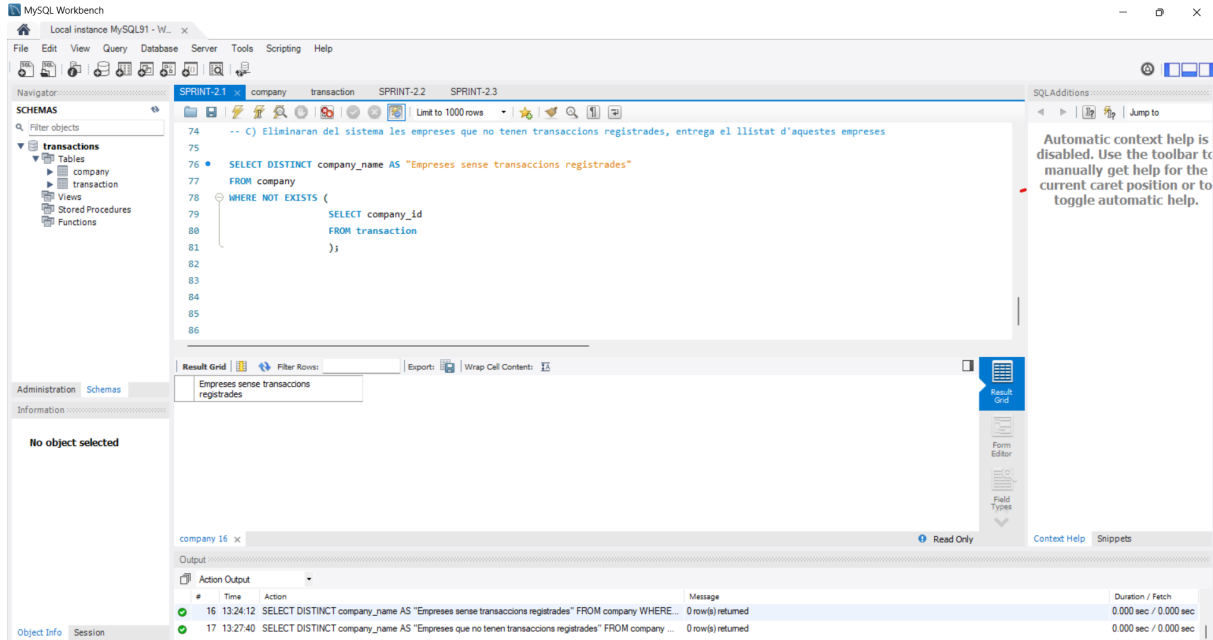 MySQL Workbench
Local instance MySQL91 - W...
File Edit View Query Database Server Tools Scripting Help
Navigator
SCHEMAS
Filter objects
transactions
Tables
company
transaction
Views
Stored Procedures
Functions
Administration Schemas
Information
No object selected
Object Info Session
SPRINT-2.1 company transaction SPRINT-2.2 SPRINT-2.3
Limit to 1000 rows
74 -- C) Eliminaran del sistema les empreses que no tenen transaccions registrades, entrega el llistat d'aquestes empreses
75
76 SELECT DISTINCT company_name AS "Empreses sense transaccions registrades"
77 FROM company
78 WHERE NOT EXISTS (
79 SELECT company_id
80 FROM transaction
81 );
82
83
84
85
86
Result Grid Filter Rows: Export: Wrap Cell Content:
Empreses sense transaccions
registrades
Result
Grid
Form
Editor
Field
Types
company 16
Read Only
Output
Action Output
# Time Action Message Duration / Fetch
16 13:24:12 SELECT DISTINCT company_name AS "Empreses sense transaccions registrades" FROM company WHERE... 0 row(s) returned 0.000 sec / 0.000 sec
17 13:27:40 SELECT DISTINCT company_name AS "Empreses que no tenen transaccions registrades" FROM company ... 0 row(s) returned 0.000 sec / 0.000 sec
SQLAdditions
Jump to
Automatic context help is
disabled. Use the toolbar to
manually get help for the
current caret position or to
toggle automatic help.
Context Help Snippets